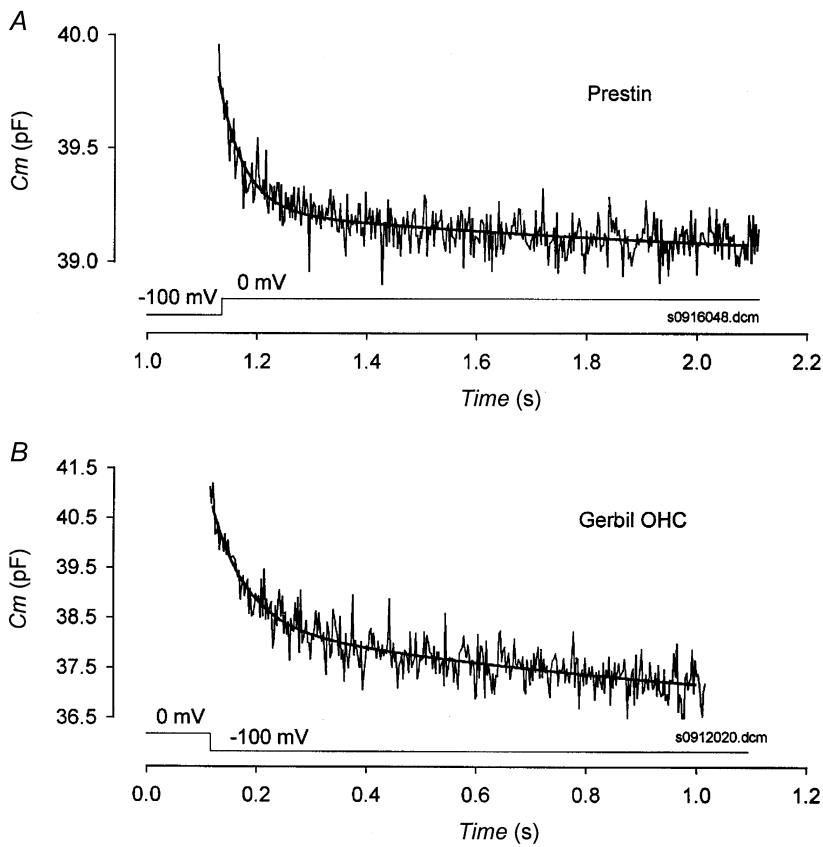 A
40.0
39.5
39.0
Cm (pF)
Prestin
-100 mV
0 mV
s0916048.dcm
1.0 1.2 1.4 1.6 1.8 2.0 2.2
Time (s)
B
41.5
40.5
39.5
38.5
37.5
36.5
Cm (pF)
Gerbil OHC
0 mV
-100 mV
s0912020.dcm
0.0 0.2 0.4 0.6 0.8 1.0 1.2
Time (s)